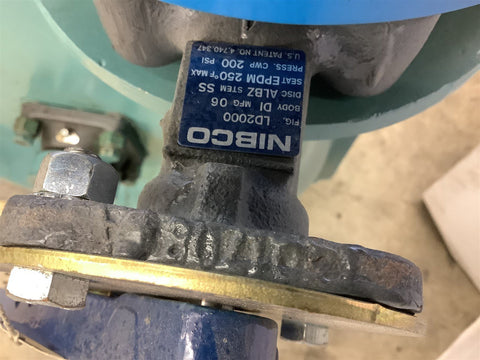 NIBCO
FIG. LD2000
BODY DI MFG 06
DISC ALBZ STEM SS
SEAT EPDM 250°F MAX
PRESS. CWP 200 PSI
U.S. PATENT NO. 4,740,347